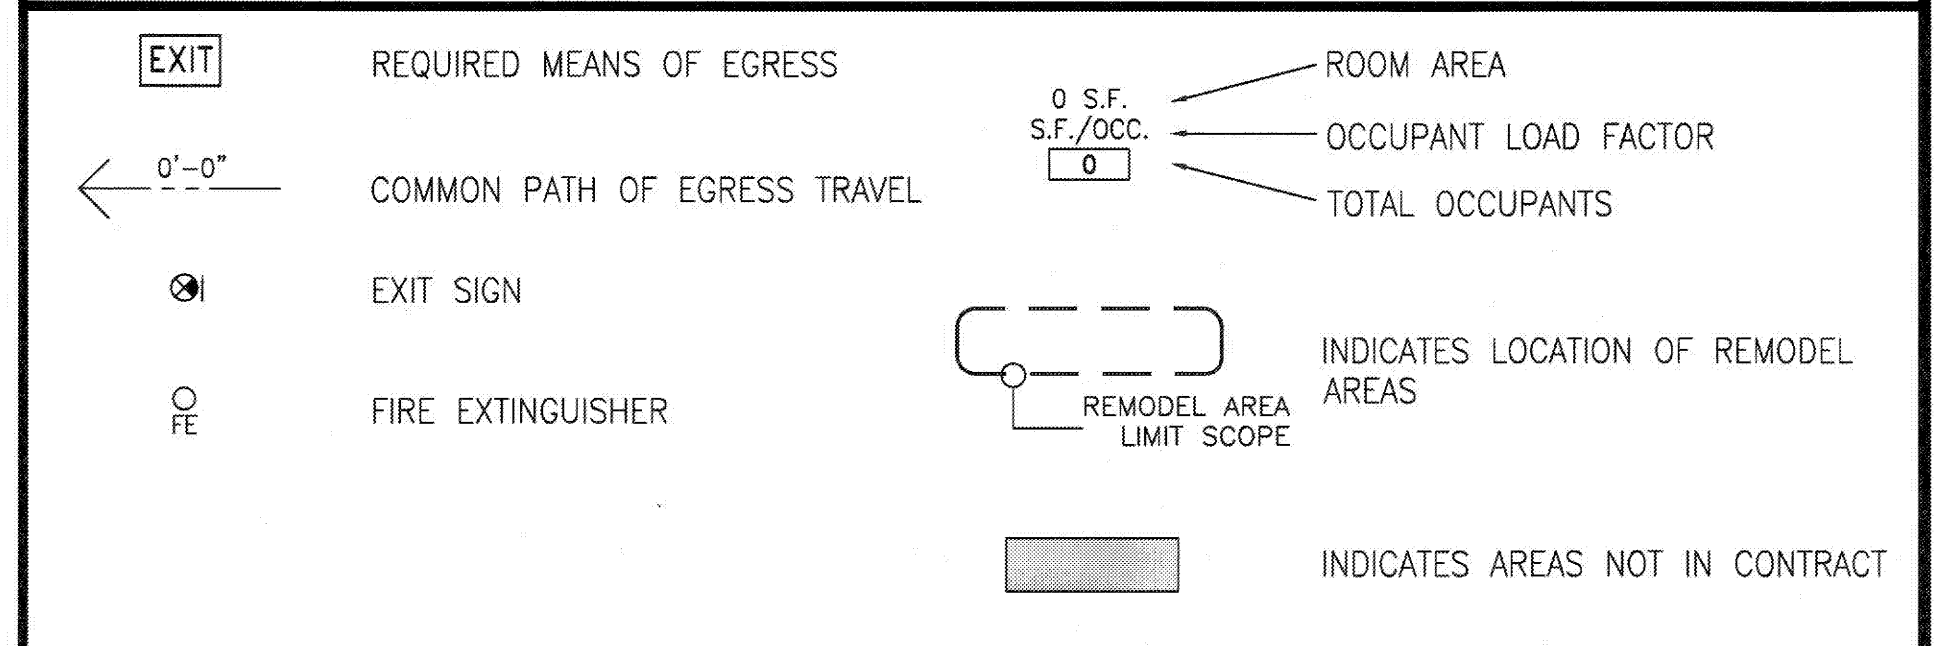 EXIT
REQUIRED MEANS OF EGRESS
0'-0"
COMMON PATH OF EGRESS TRAVEL
EXIT SIGN
FE
FIRE EXTINGUISHER
0 S.F.
S.F./OCC.
0
ROOM AREA
OCCUPANT LOAD FACTOR
TOTAL OCCUPANTS
REMODEL AREA
LIMIT SCOPE
INDICATES LOCATION OF REMODEL
AREAS
INDICATES AREAS NOT IN CONTRACT